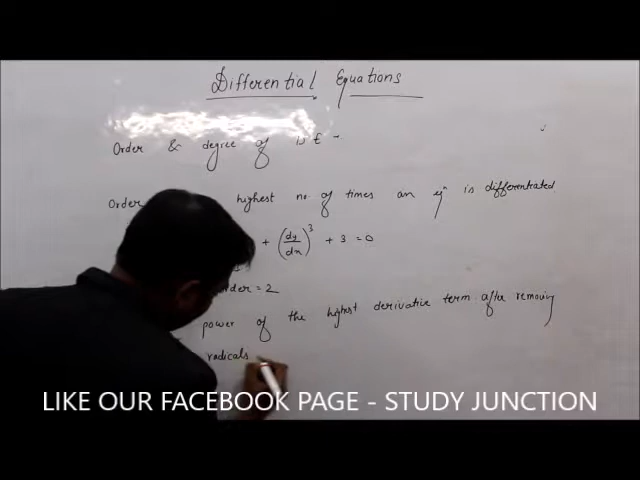 Differential Equations
Order & degree of
Order highest no. of times an eqn is differentiated
+ (dy/dx)^3 + 3 = 0
order = 2
power of the highest derivative term after removing
radicals
LIKE OUR FACEBOOK PAGE - STUDY JUNCTION